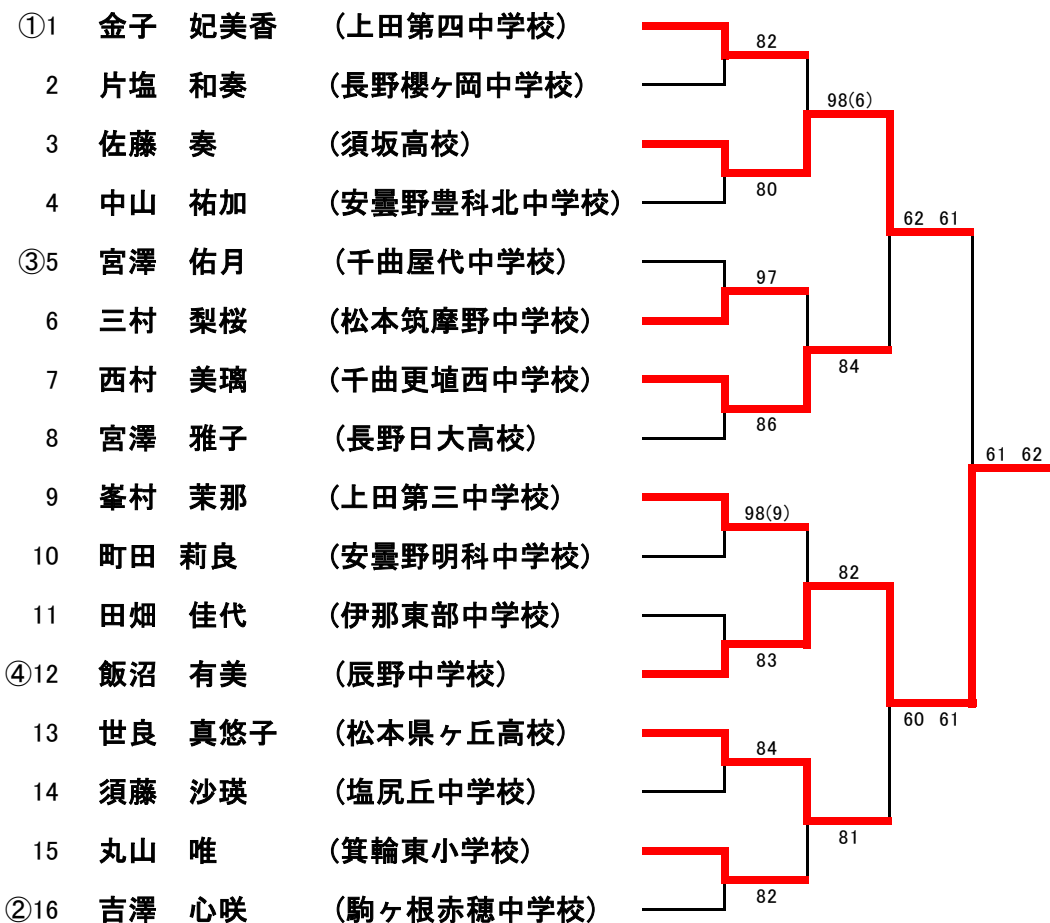 ①1 金子 妃美香 (上田第四中学校)
82
2 片塩 和奏 (長野櫻ヶ岡中学校)
98(6)
3 佐藤 奏 (須坂高校)
80
4 中山 祐加 (安曇野豊科北中学校)
62 61
③5 宮澤 佑月 (千曲屋代中学校)
97
6 三村 梨桜 (松本筑摩野中学校)
84
7 西村 美璃 (千曲更埴西中学校)
86
8 宮澤 雅子 (長野日大高校)
61 62
9 峯村 茉那 (上田第三中学校)
98(9)
10 町田 莉良 (安曇野明科中学校)
82
11 田畑 佳代 (伊那東部中学校)
83
④12 飯沼 有美 (辰野中学校)
60 61
13 世良 真悠子 (松本県ヶ丘高校)
84
14 須藤 沙瑛 (塩尻丘中学校)
81
15 丸山 唯 (箕輪東小学校)
82
②16 吉澤 心咲 (駒ヶ根赤穂中学校)